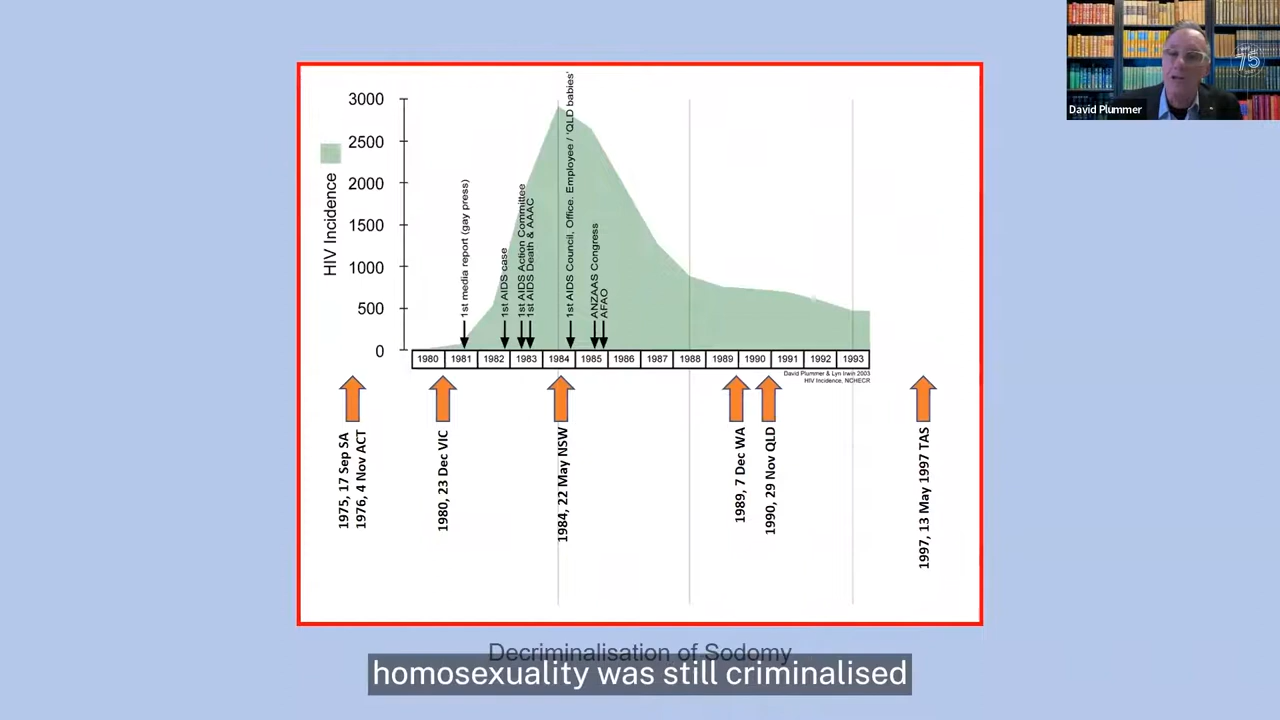 David Plummer
75
3000
2500
2000
1500
1000
500
0
HIV Incidence
1st media report (gay press)
1st AIDS case
1st AIDS Action Committee
1st AIDS Death & AAAC
1st AIDS Council, Office. Employee / 'QLD babies'
ANZAAS Congress
AFAO
1980 1981 1982 1983 1984 1985 1986 1987 1988 1989 1990 1991 1992 1993
David Plummer & Lyn Irwin 2003
HIV Incidence, NCHECR
1975, 17 Sep SA
1976, 4 Nov ACT
1980, 23 Dec VIC
1984, 22 May NSW
1989, 7 Dec WA
1990, 29 Nov QLD
1997, 13 May 1997 TAS
Decriminalisation of Sodomy
homosexuality was still criminalised